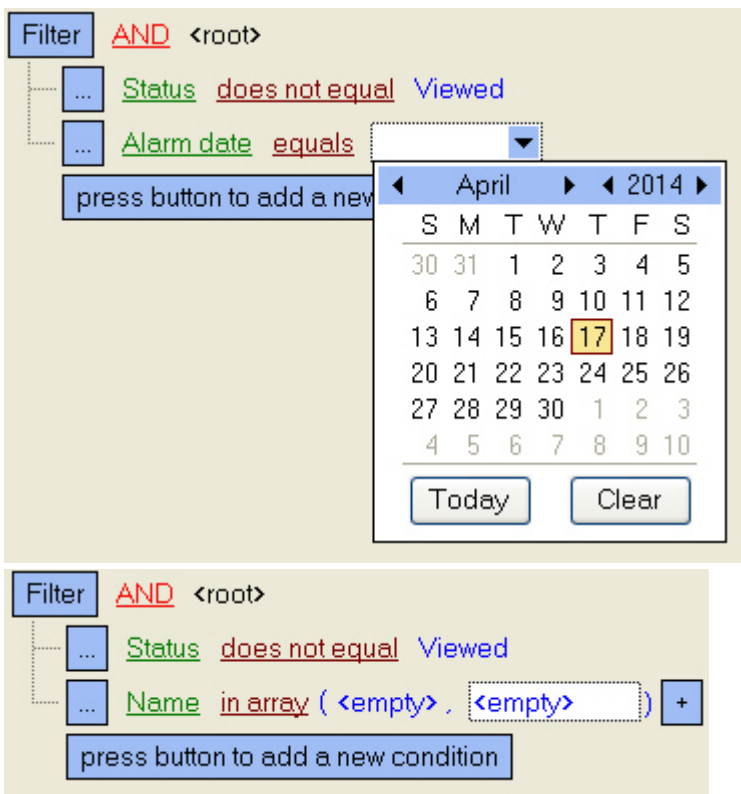 Filter AND <root>
... Status does not equal Viewed
... Alarm date equals
press button to add a new
April 2014
S M T W T F S
30 31 1 2 3 4 5
6 7 8 9 10 11 12
13 14 15 16 17 18 19
20 21 22 23 24 25 26
27 28 29 30 1 2 3
4 5 6 7 8 9 10
Today Clear
Filter AND <root>
... Status does not equal Viewed
... Name in array ( <empty> , <empty> ) +
press button to add a new condition